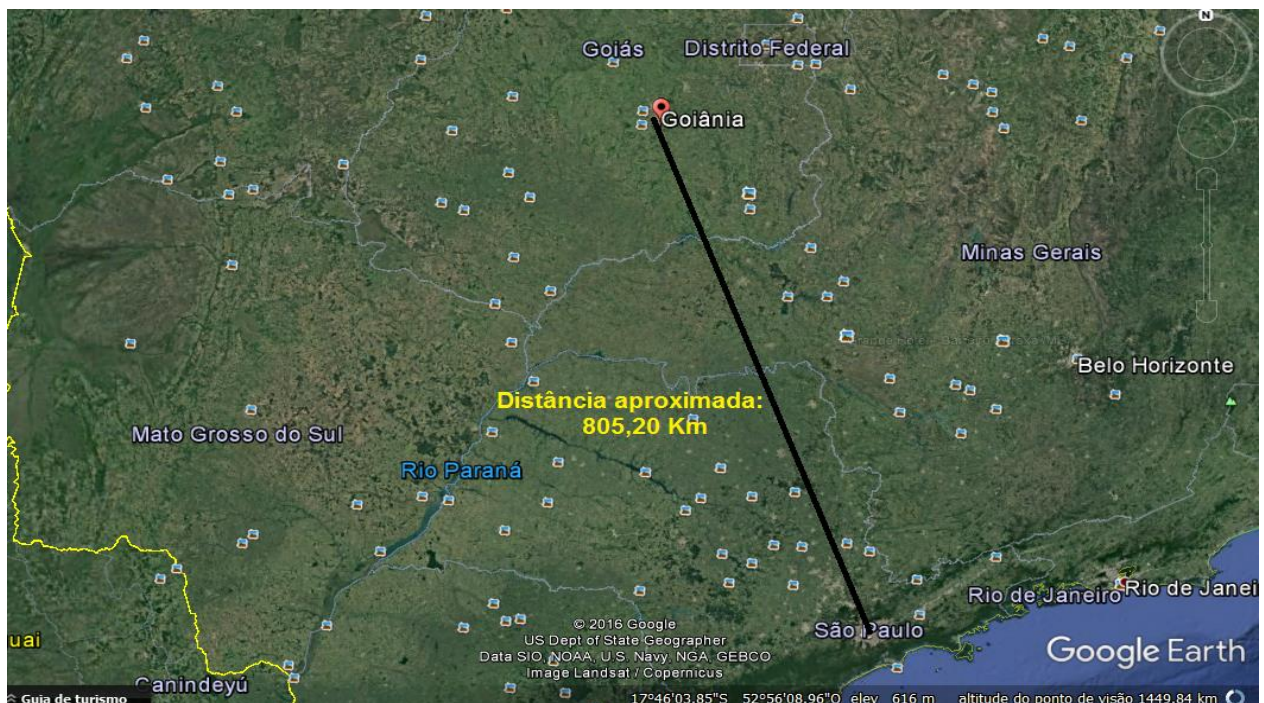 N
Goiás
Distrito Federal
Goiânia
Minas Gerais
Belo Horizonte
Distância aproximada:
805,20 Km
Mato Grosso do Sul
Rio Paraná
Rio de Janeiro
Rio de Janei
São Paulo
uai
© 2016 Google
US Dept of State Geographer
Data SIO, NOAA, U.S. Navy, NGA, GEBCO
Image Landsat / Copernicus
Google Earth
Canindeyú
Guia de turismo
17°46'03.85"S 52°56'08.96"O elev 616 m altitude do ponto de visão 1449.84 km